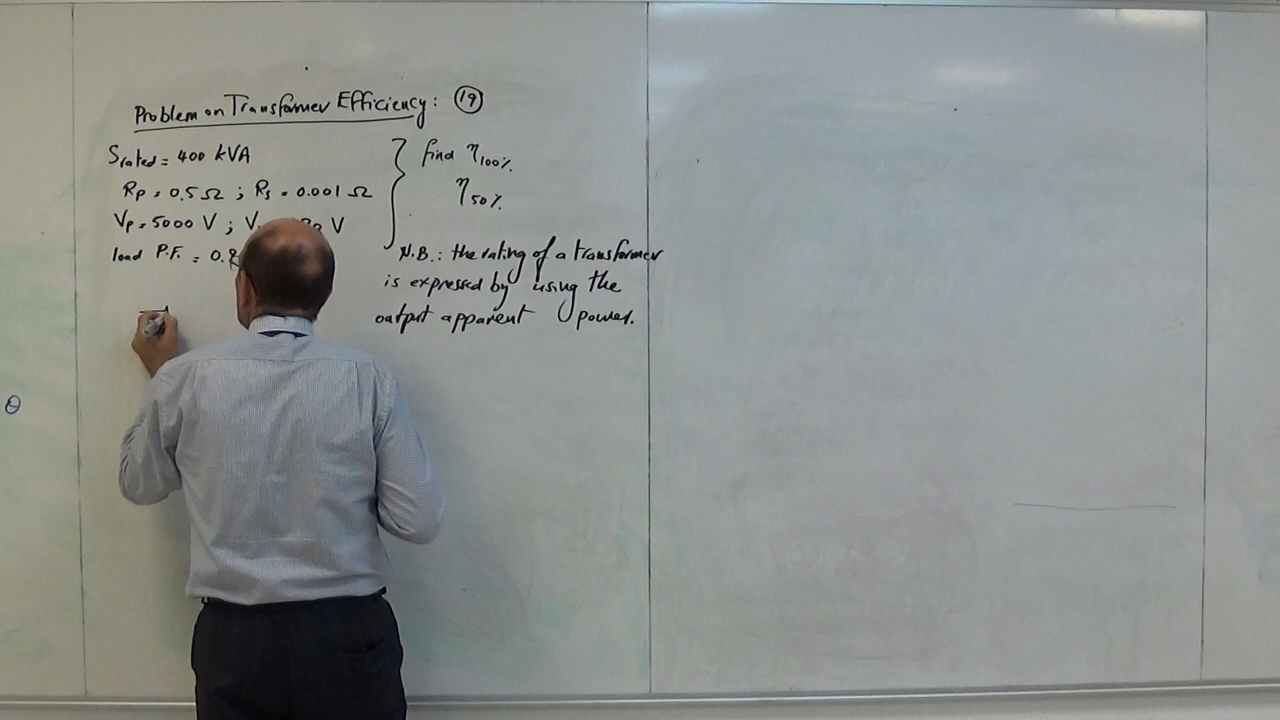 Problem on Transformer Efficiency: 19
Srated = 400 kVA
Rp = 0.5 Ω ; Rs = 0.001 Ω
Vp = 5000 V ; V
load P.F. = 0.8
find η100%
η50%
N.B.: the rating of a transformer
is expressed by using the
output apparent power.
θ